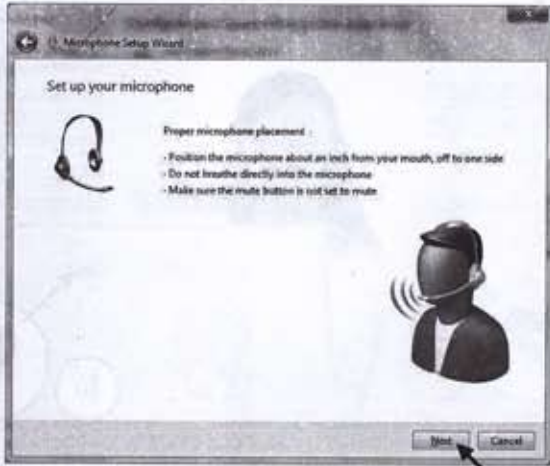 Microphone Setup Wizard
Set up your microphone
Proper microphone placement :
- Position the microphone about an inch from your mouth, off to one side
- Do not breathe directly into the microphone
- Make sure the mute button is not set to mute
Next Cancel